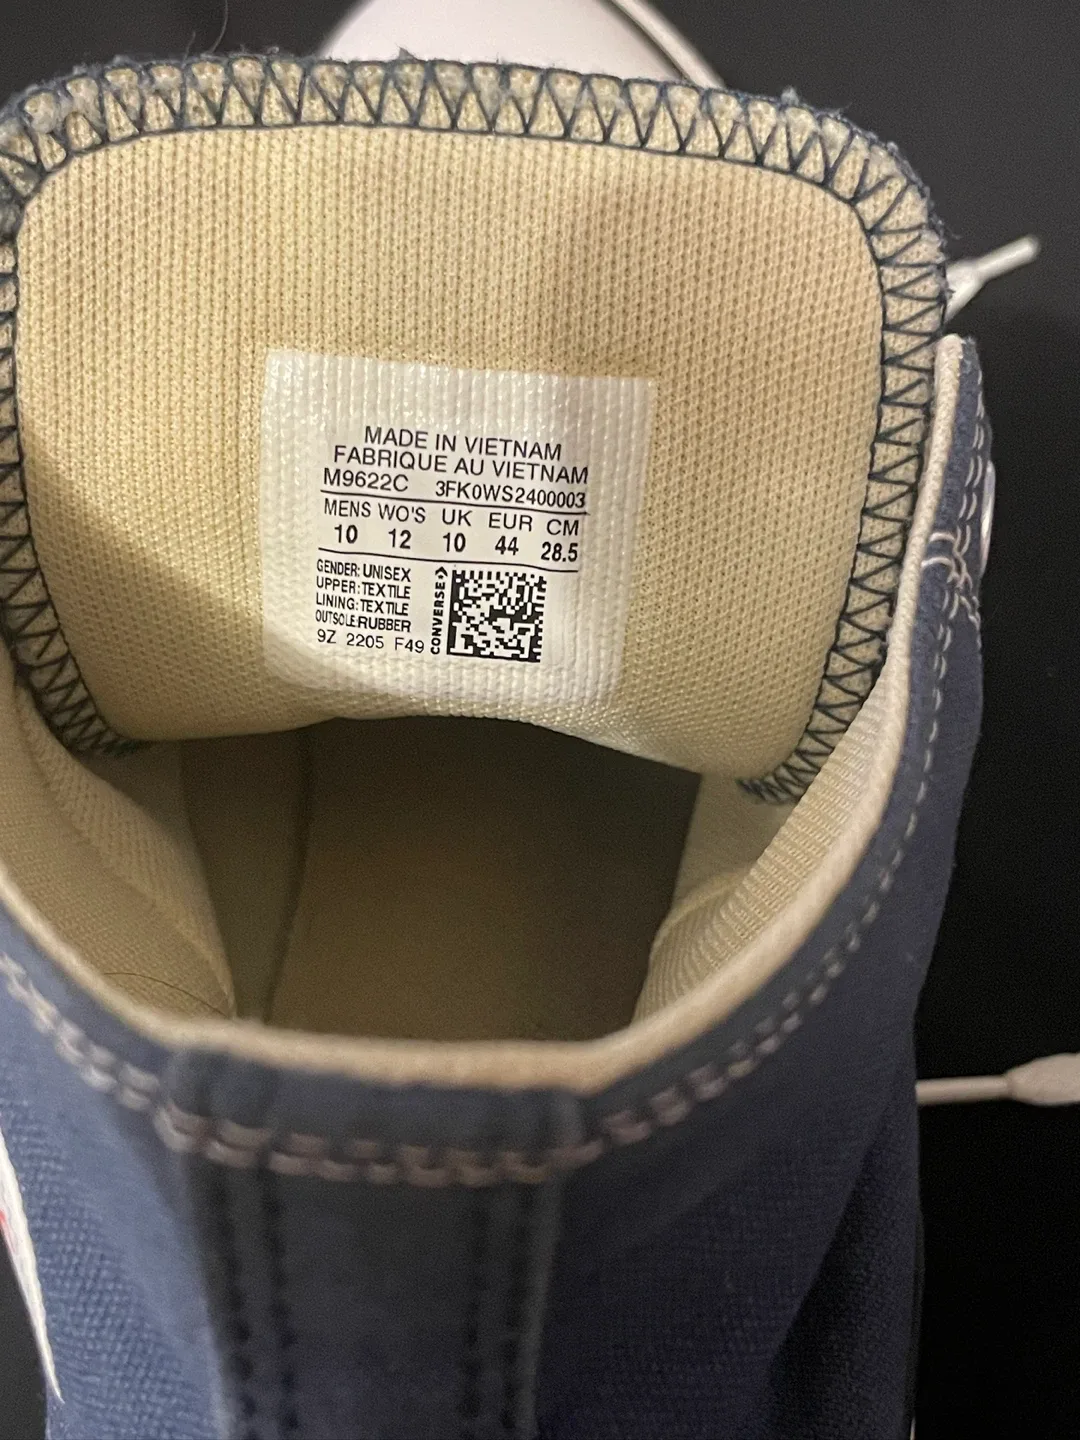 MADE IN VIETNAM
FABRIQUE AU VIETNAM
M9622C 3FK0WS2400003
MENS WO'S UK EUR CM
10 12 10 44 28.5
GENDER: UNISEX
UPPER: TEXTILE
LINING: TEXTILE
OUTSOLE:RUBBER
9Z 2205 F49
CONVERSE